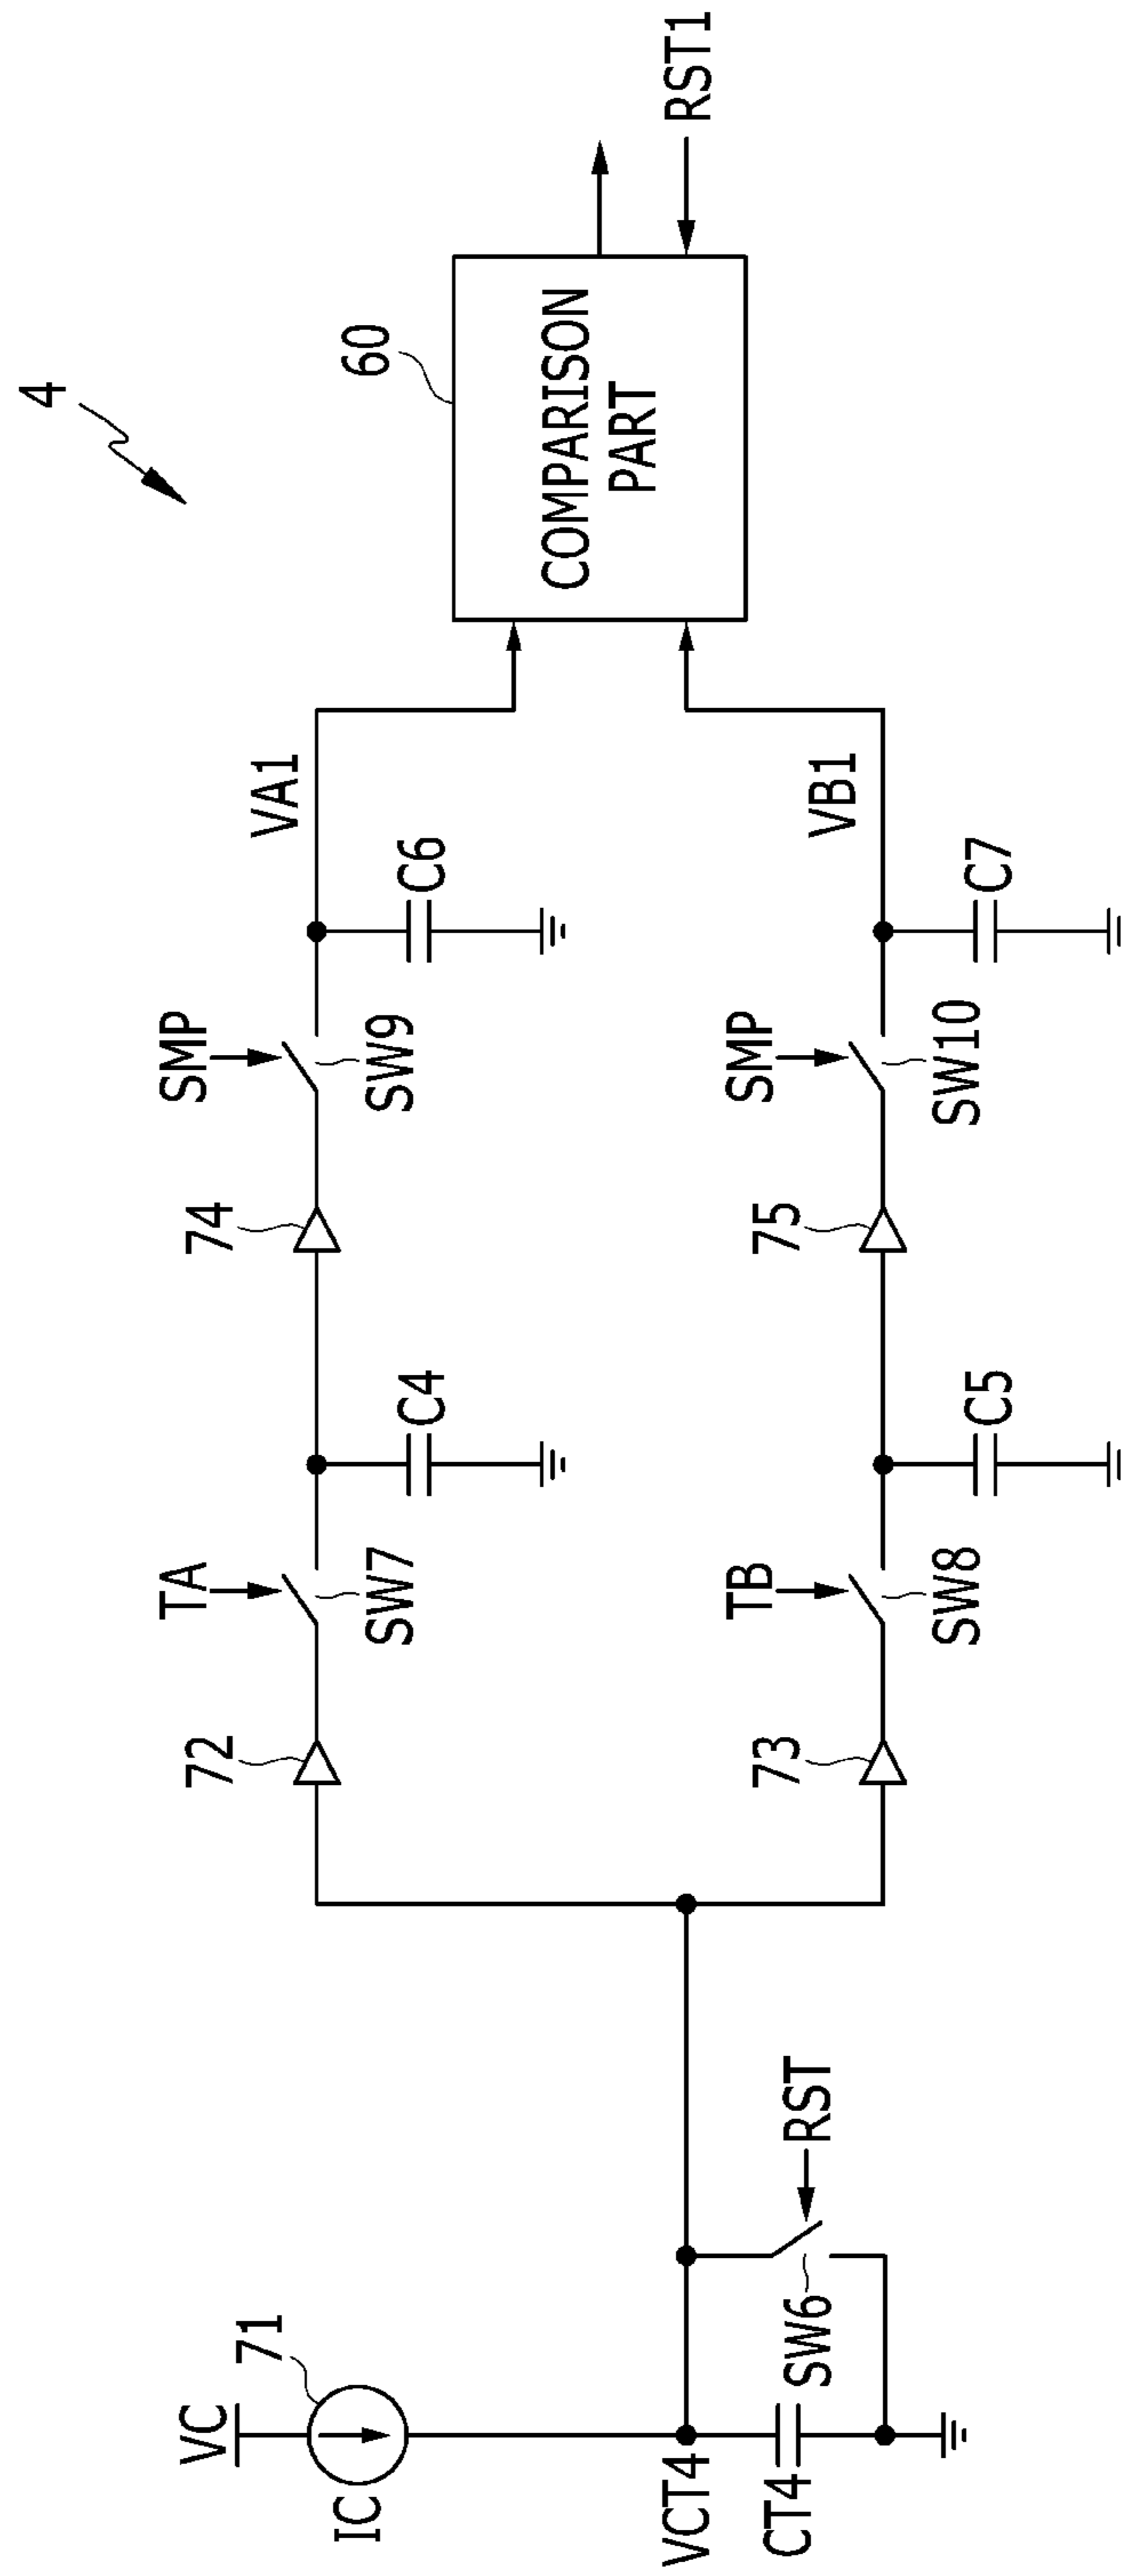 4
VC
71
IC
VCT4
CT4
SW6
RST
72
TA
SW7
C4
74
SMP
SW9
C6
VA1
73
TB
SW8
C5
75
SMP
SW10
C7
VB1
60
COMPARISON
PART
RST1